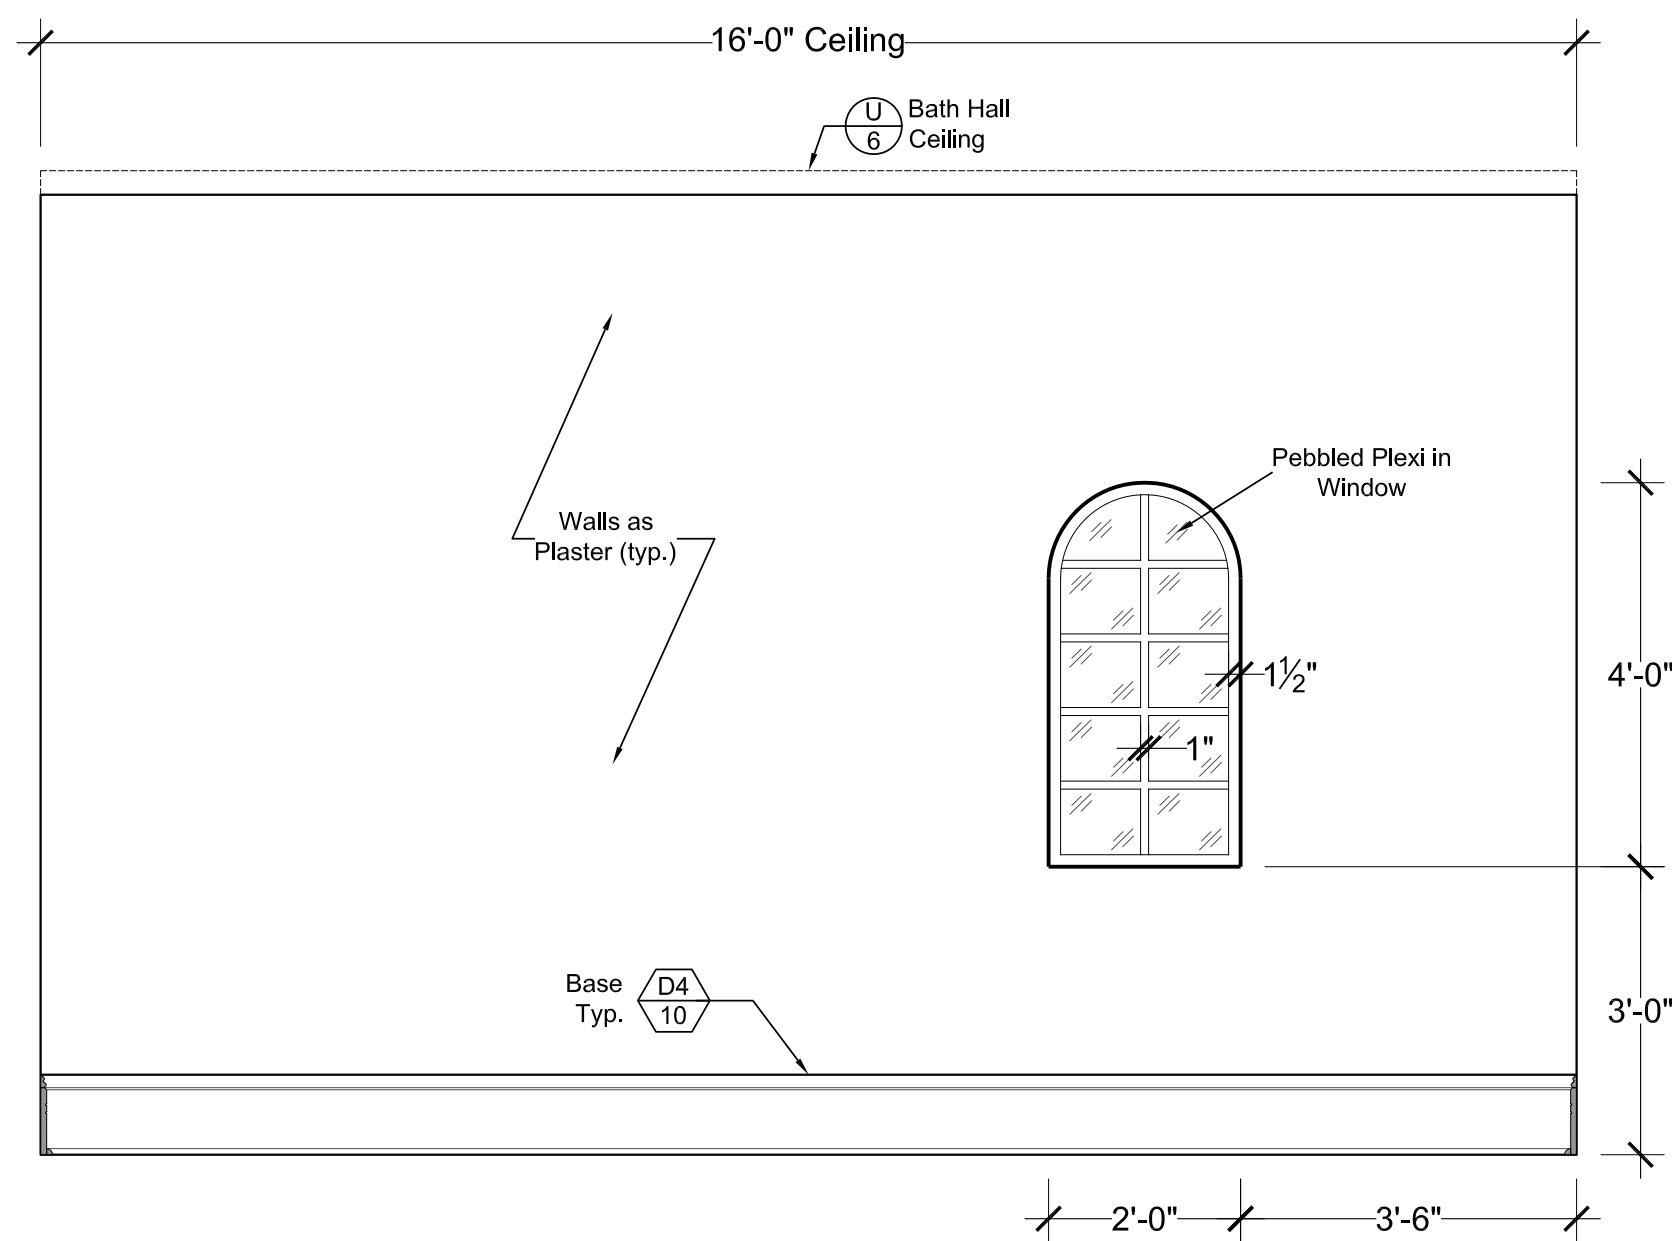 16'-0" Ceiling
U
6
Bath Hall
Ceiling
Pebbled Plexi in
Window
Walls as
Plaster (typ.)
1½"
4'-0"
1"
Base
Typ.
D4
10
3'-0"
2'-0"
3'-6"